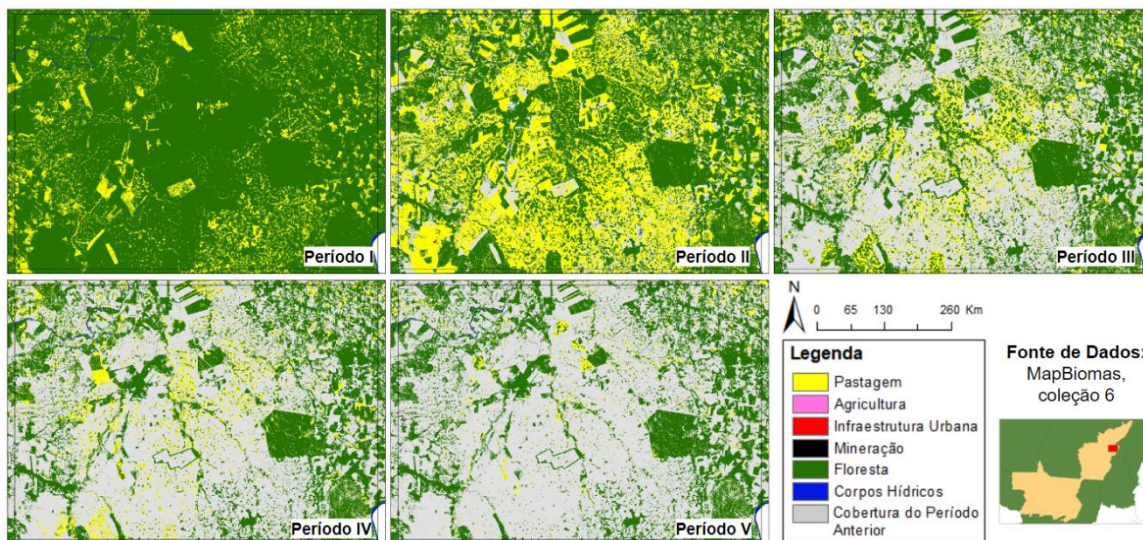 Período I
Período II
Período III
Período IV
Período V
N
0 65 130 260 Km
Legenda
Pastagem
Agricultura
Infraestrutura Urbana
Mineração
Floresta
Corpos Hídricos
Cobertura do Período
Anterior
Fonte de Dados:
MapBiomas,
coleção 6